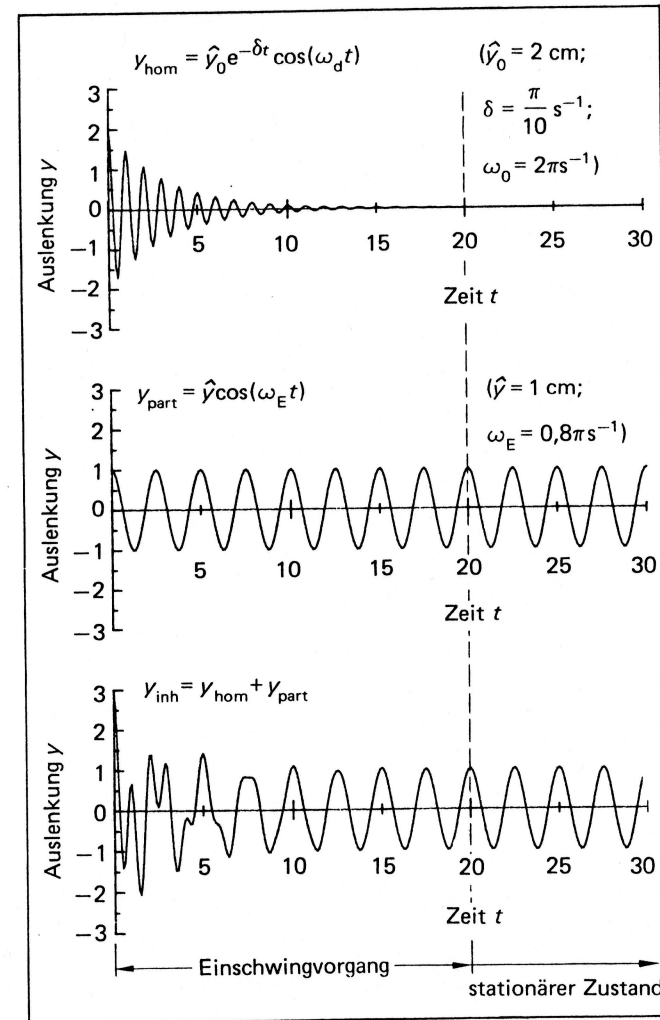 y_hom = ŷ₀e^(−δt) cos(ω_d t)
(ŷ₀ = 2 cm;
δ = π/10 s⁻¹;
ω₀ = 2πs⁻¹)
Auslenkung y
3
2
1
0
−1
−2
−3
5 10 15 20 25 30
Zeit t
y_part = ŷcos(ω_E t)
(ŷ = 1 cm;
ω_E = 0,8πs⁻¹)
Auslenkung y
3
2
1
0
−1
−2
−3
5 10 15 20 25 30
Zeit t
y_inh = y_hom + y_part
Auslenkung y
3
2
1
0
−1
−2
−3
5 10 15 20 25 30
Zeit t
Einschwingvorgang
stationärer Zustand